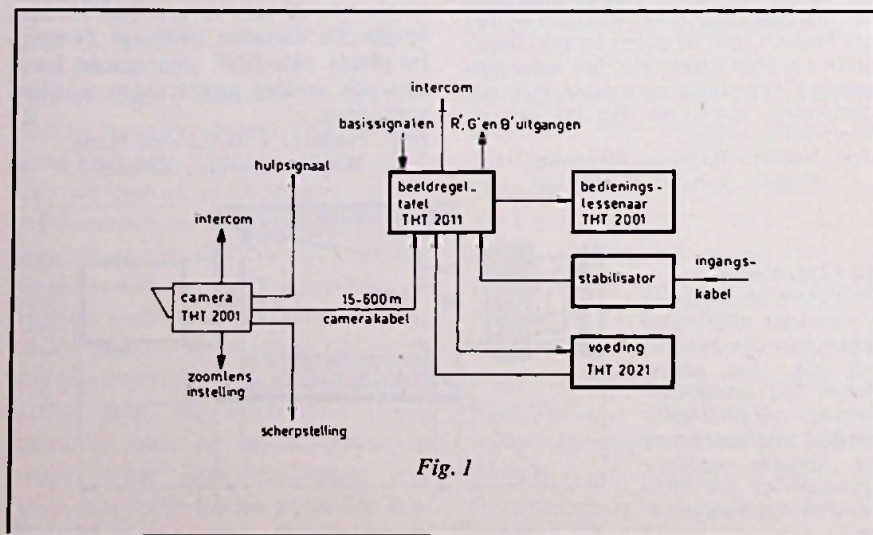 intercom
basissignalen
R', G' en B' uitgangen
hulpsignaal
intercom
beeldregel_
tafel
THT 2011
bedienings-
lessenaar
THT 2001
stabilisator
ingangs-
kabel
camera
THT 2001
15-600 m
camerakabel
voeding
THT 2021
zoomlens
instelling
scherpstelling
Fig. 1